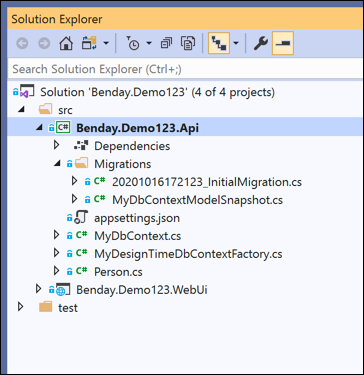 Solution Explorer
Search Solution Explorer (Ctrl+;)
Solution 'Benday.Demo123' (4 of 4 projects)
src
C# Benday.Demo123.Api
Dependencies
Migrations
C# 20201016172123_InitialMigration.cs
C# MyDbContextModelSnapshot.cs
appsettings.json
C# MyDbContext.cs
C# MyDesignTimeDbContextFactory.cs
C# Person.cs
Benday.Demo123.WebUi
test